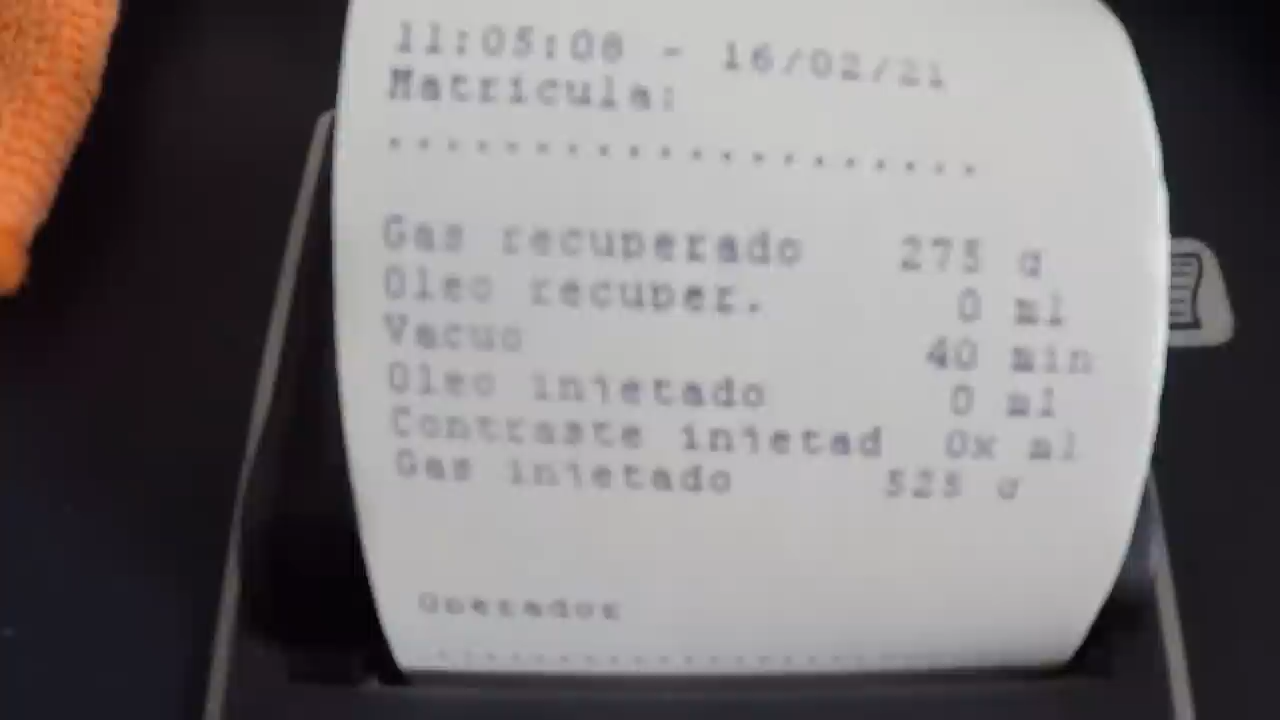 11:05:08 - 16/02/21
Matricula:
.....................
Gas recuperado 275 g
Oleo recuper. 0 ml
Vacuo 40 min
Oleo injetado 0 ml
Contraste injetad 0x ml
Gas injetado 525 g
Operador
.....................